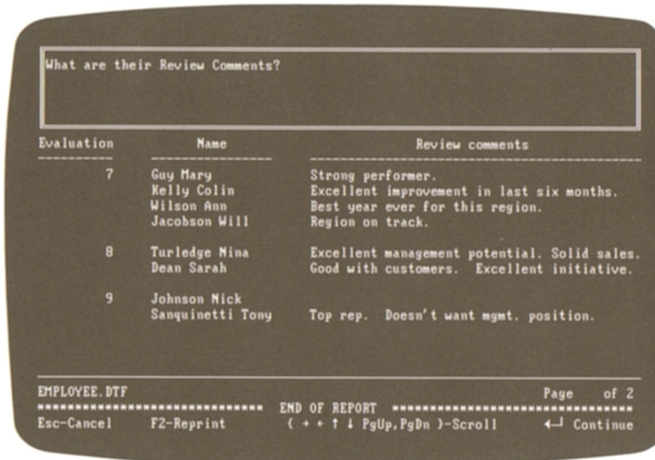 What are their Review Comments?
Evaluation Name Review comments
7 Guy Mary Strong performer.
Kelly Colin Excellent improvement in last six months.
Wilson Ann Best year ever for this region.
Jacobson Will Region on track.
8 Turledge Nina Excellent management potential. Solid sales.
Dean Sarah Good with customers. Excellent initiative.
9 Johnson Nick
Sanquinetti Tony Top rep. Doesn't want mgmt. position.
EMPLOYEE.DTF Page of 2
END OF REPORT
Esc-Cancel F2-Reprint { → ← ↑ ↓ PgUp,PgDn }-Scroll ↵ Continue